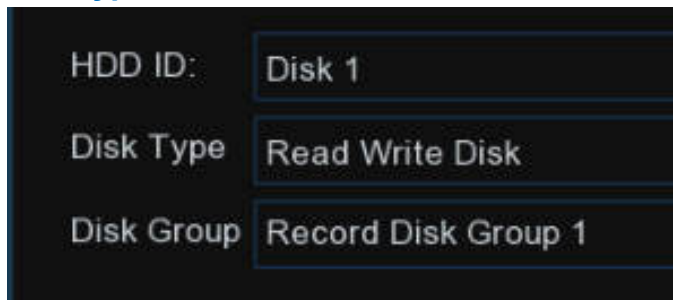 HDD ID: Disk 1
Disk Type Read Write Disk
Disk Group Record Disk Group 1